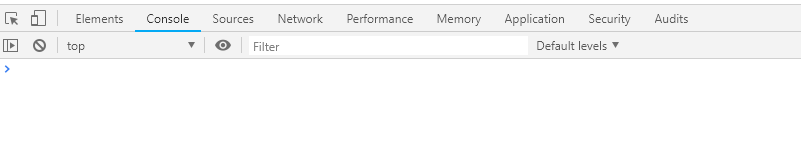 Elements Console Sources Network Performance Memory Application Security Audits
top Filter Default levels